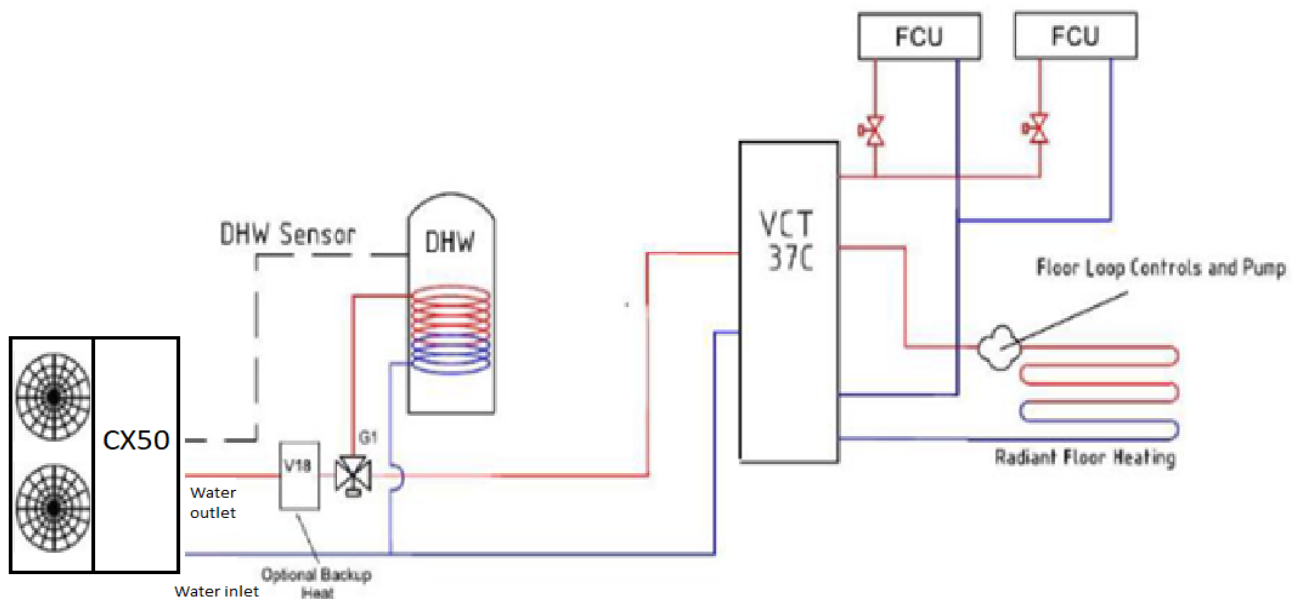 FCU
FCU
DHW Sensor
DHW
VCT
37C
Floor Loop Controls and Pump
CX50
G1
V18
Water
outlet
Radiant Floor Heating
Optional Backup
Heat
Water inlet